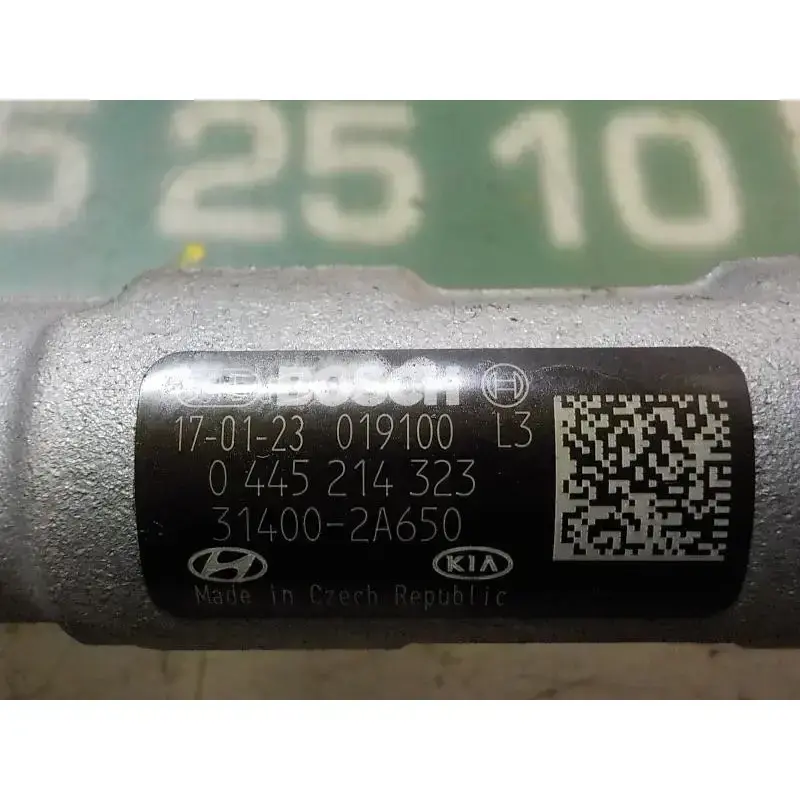 5 25 10
BOSCH
17-01-23 019100 L3
0 445 214 323
31400-2A650
KIA
Made in Czech Republic